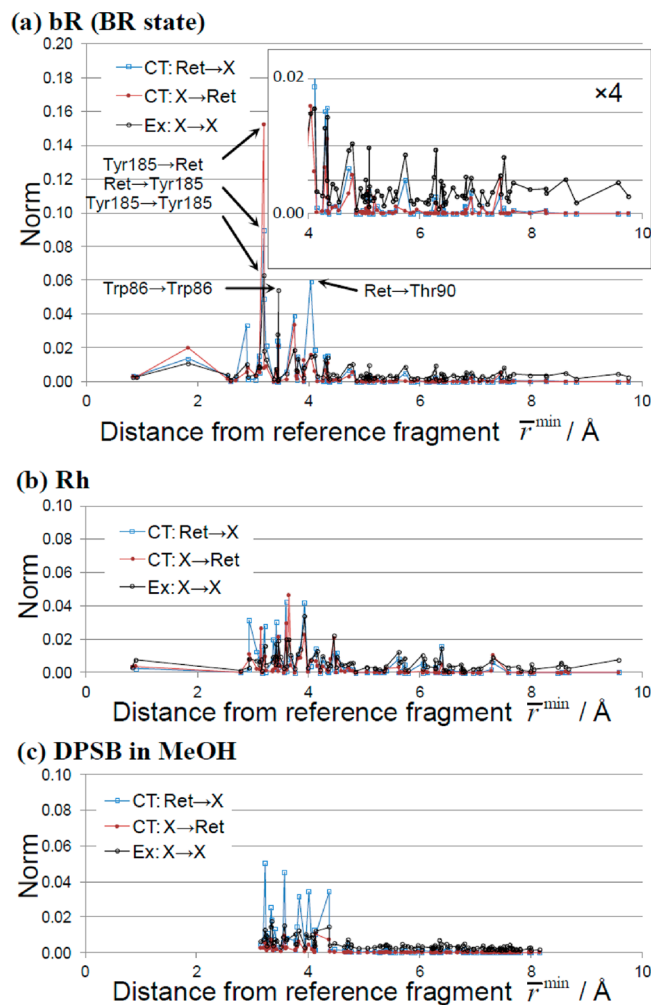 (a) bR (BR state)
0.20
0.18
0.16
0.14
0.12
0.10
0.08
0.06
0.04
0.02
0.00
Norm
CT: Ret→X
CT: X→Ret
Ex: X→X
Tyr185→Ret
Ret→Tyr185
Tyr185→Tyr185
Trp86→Trp86
Ret→Thr90
0.02
0.00
×4
4 5 6 7 8 9 10
0 2 4 6 8 10
Distance from reference fragment r̅ min / Å
(b) Rh
0.10
0.08
0.06
0.04
0.02
0.00
Norm
CT: Ret→X
CT: X→Ret
Ex: X→X
0 2 4 6 8 10
Distance from reference fragment r̅ min / Å
(c) DPSB in MeOH
0.10
0.08
0.06
0.04
0.02
0.00
Norm
CT: Ret→X
CT: X→Ret
Ex: X→X
0 2 4 6 8 10
Distance from reference fragment r̅ min / Å